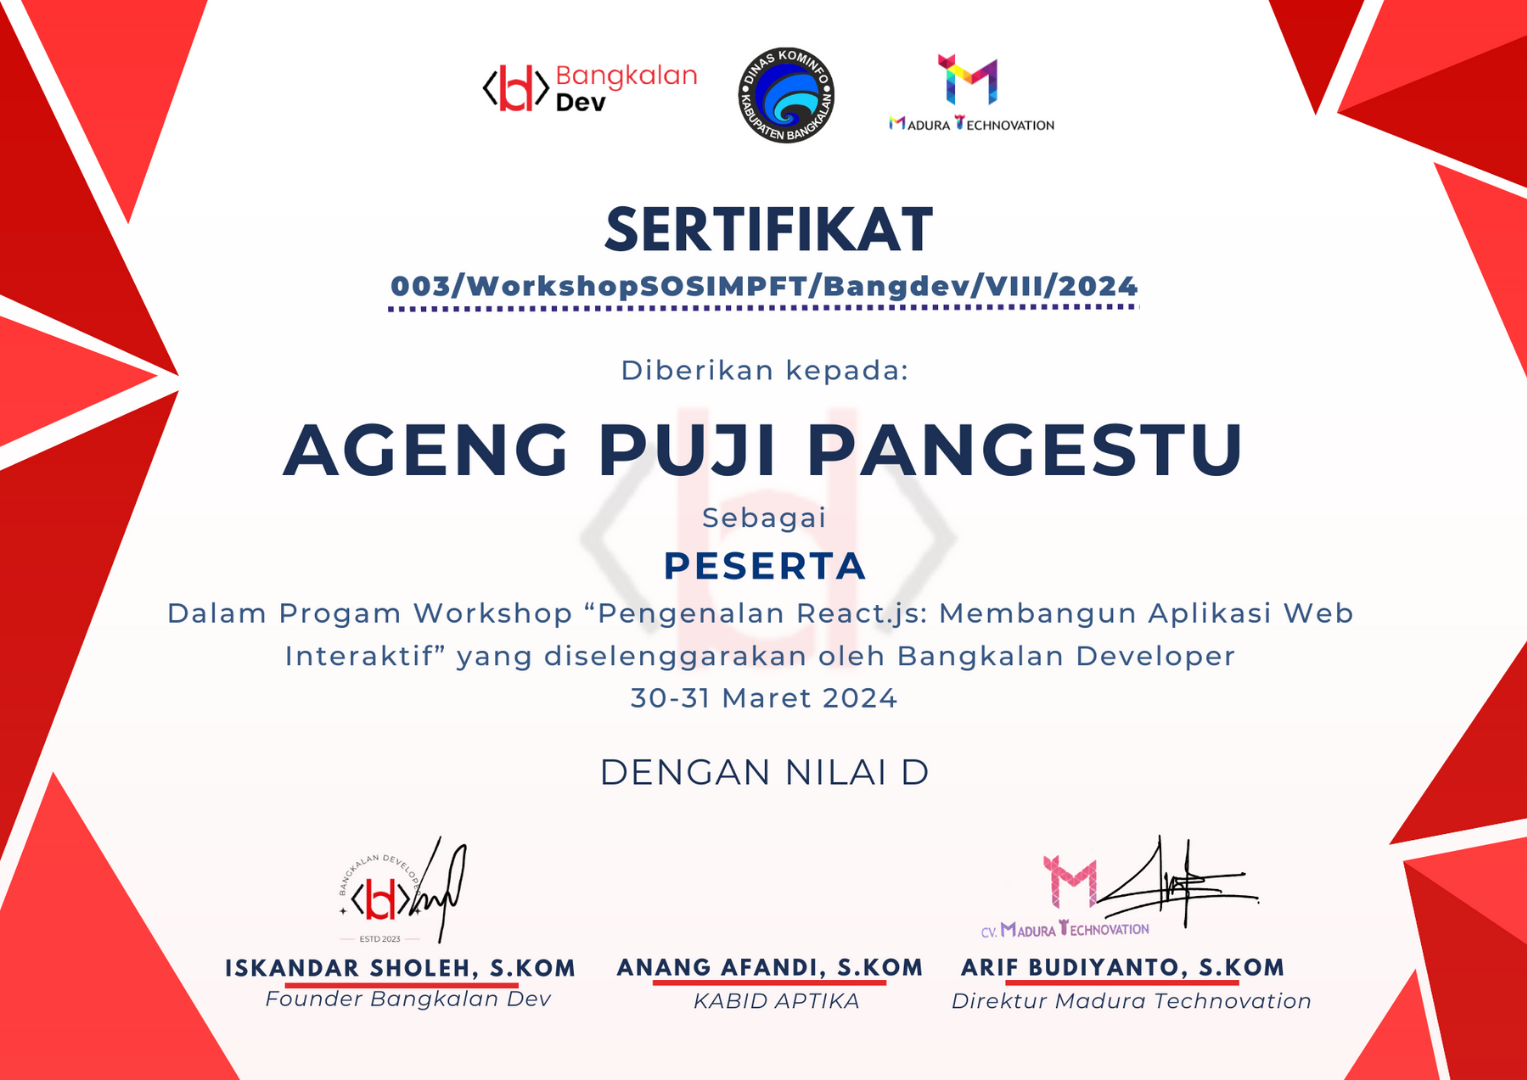 Bangkalan
Dev
DINAS KOMINFO
KABUPATEN BANGKALAN
MADURA TECHNOVATION
SERTIFIKAT
003/WorkshopSOSIMPFT/Bangdev/VIII/2024
Diberikan kepada:
AGENG PUJI PANGESTU
Sebagai
PESERTA
Dalam Progam Workshop “Pengenalan React.js: Membangun Aplikasi Web
Interaktif” yang diselenggarakan oleh Bangkalan Developer
30-31 Maret 2024
DENGAN NILAI D
BANGKALAN DEVELOPER
ESTD 2023
CV. MADURA TECHNOVATION
ISKANDAR SHOLEH, S.KOM
Founder Bangkalan Dev
ANANG AFANDI, S.KOM
KABID APTIKA
ARIF BUDIYANTO, S.KOM
Direktur Madura Technovation